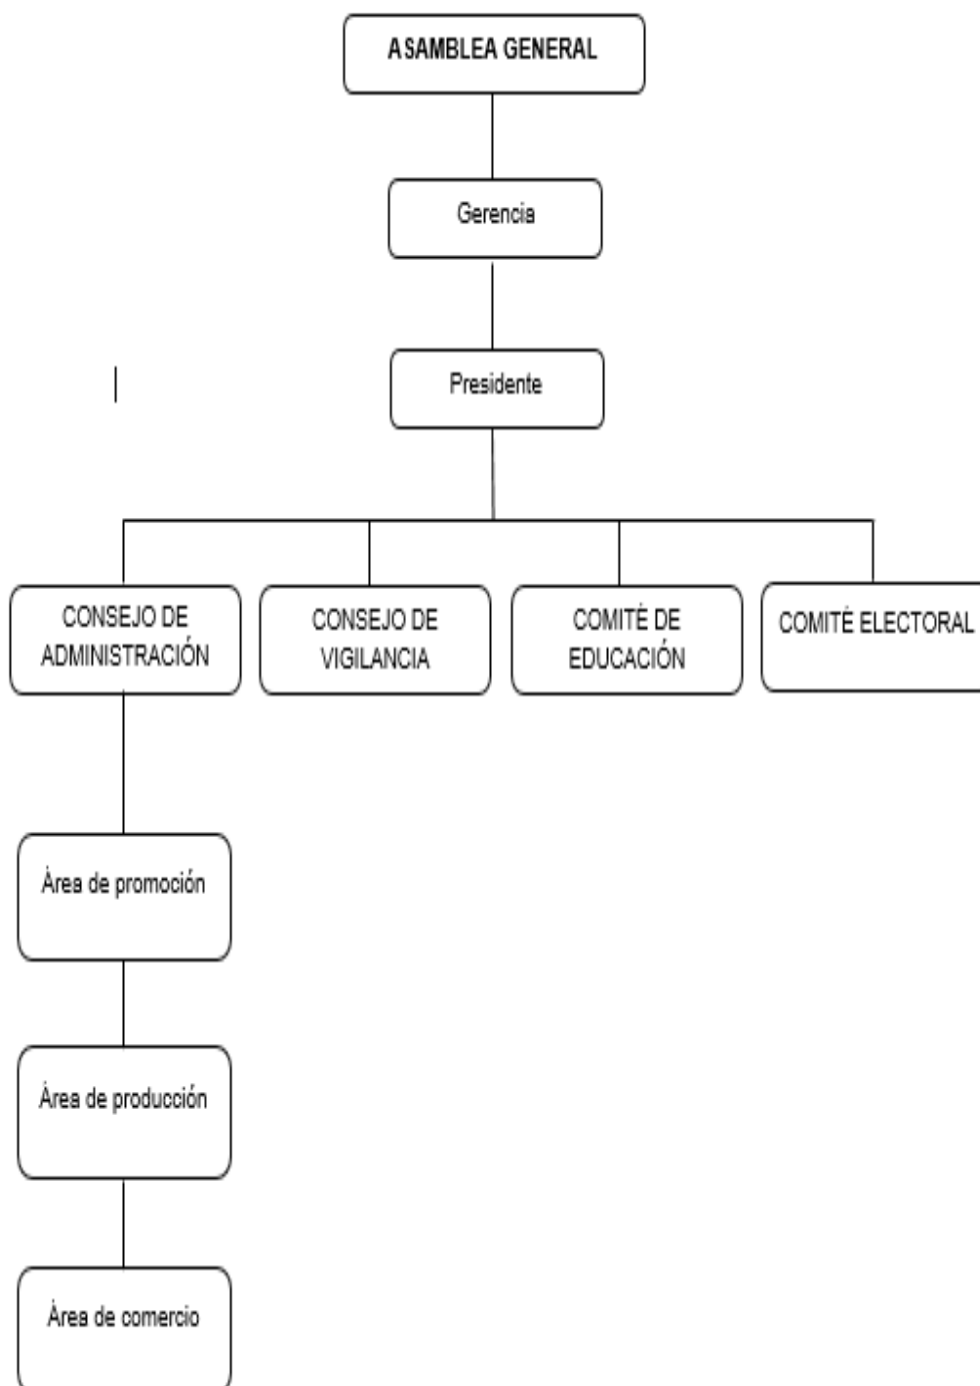 ASAMBLEA GENERAL
Gerencia
Presidente
CONSEJO DE
ADMINISTRACIÓN
CONSEJO DE
VIGILANCIA
COMITÉ DE
EDUCACIÓN
COMITÉ ELECTORAL
Área de promoción
Área de producción
Área de comercio